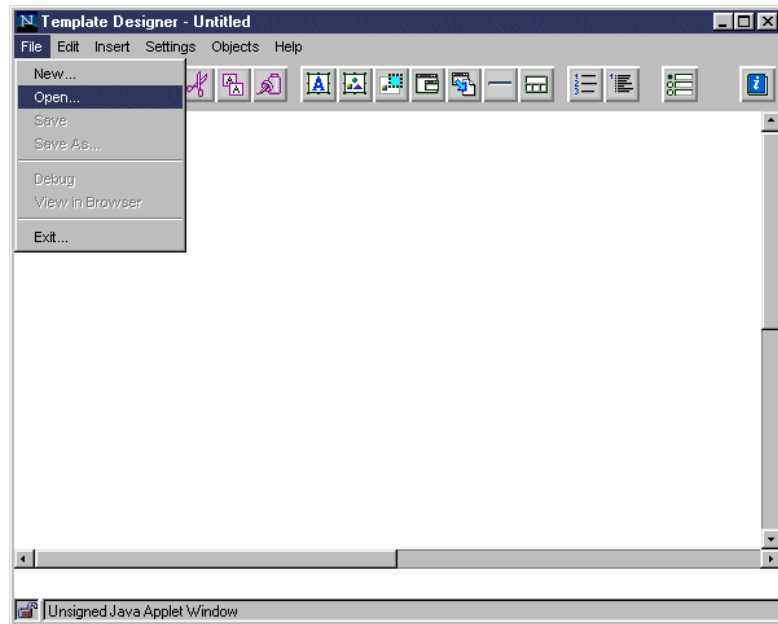 Template Designer - Untitled
File Edit Insert Settings Objects Help
New...
Open...
Save
Save As...
Debug
View in Browser
Exit...
Unsigned Java Applet Window